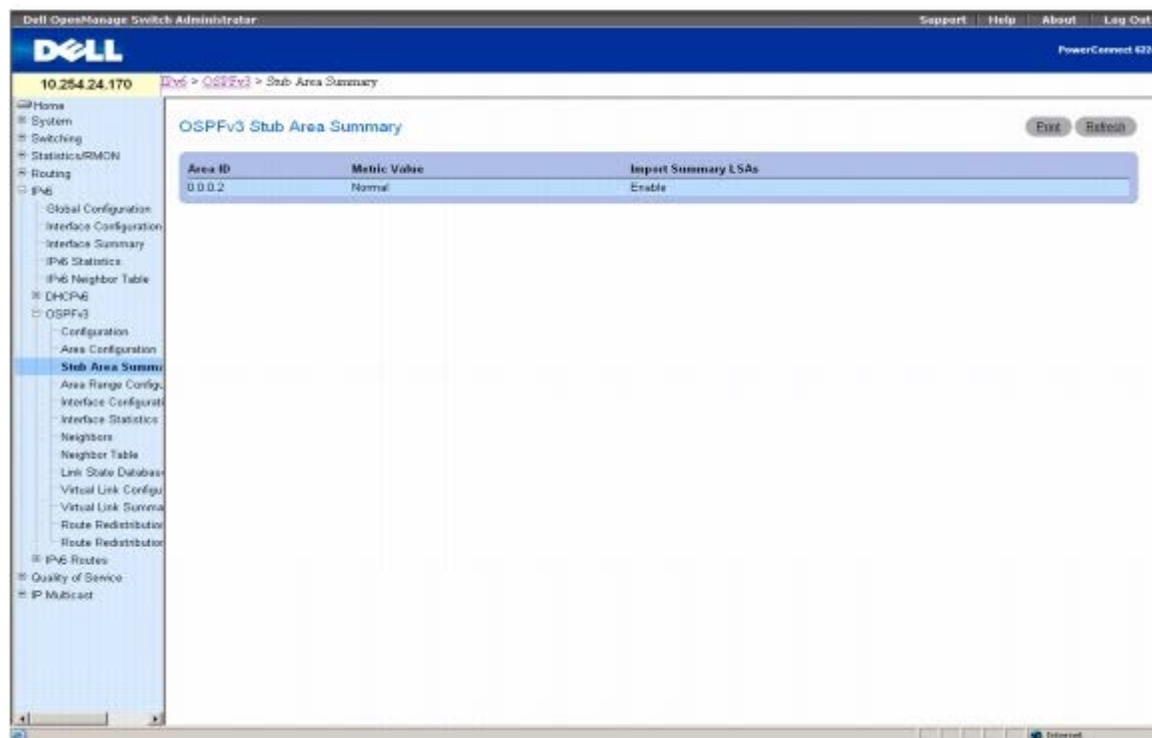 Dell OpenManage Switch Administrator
Support Help About Log Out
DELL
PowerConnect 622
10.254.24.170
IPv6 > OSPFv3 > Stub Area Summary
Home
System
Switching
Statistics/RMON
Routing
IPv6
Global Configuration
Interface Configuration
Interface Summary
IPv6 Statistics
IPv6 Neighbor Table
DHCPv6
OSPFv3
Configuration
Area Configuration
Stub Area Summa
Area Range Configu
Interface Configurati
Interface Statistics
Neighbors
Neighbor Table
Link State Databas
Virtual Link Configu
Virtual Link Summa
Route Redistribution
Route Redistribution
IPv6 Routes
Quality of Service
IP Multicast
OSPFv3 Stub Area Summary
Print Refresh
Area ID Metric Value Import Summary LSAs
0.0.0.2 Normal Enable
Internet